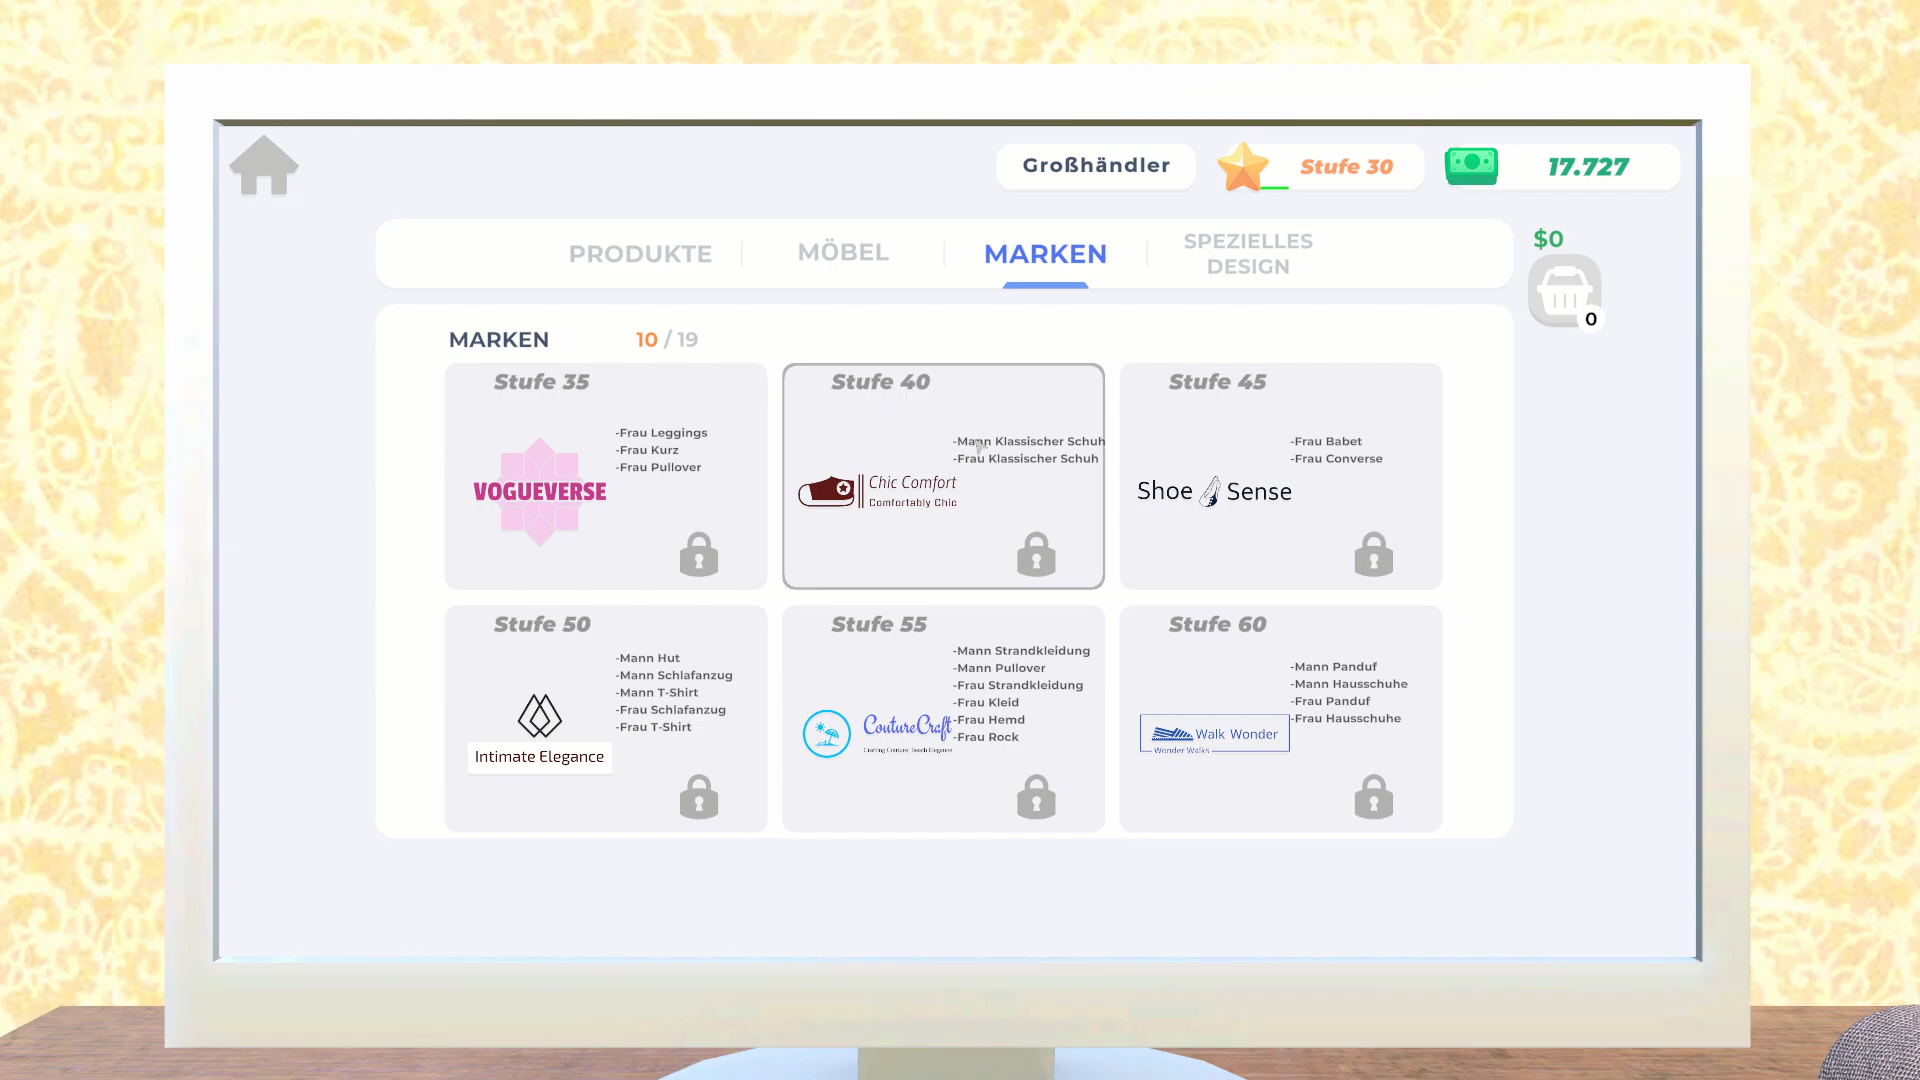 Großhändler
Stufe 30
17.727
PRODUKTE
MÖBEL
MARKEN
SPEZIELLES
DESIGN
$0
0
MARKEN
10 / 19
Stufe 35
-Frau Leggings
-Frau Kurz
-Frau Pullover
VOGUEVERSE
Stufe 40
-Mann Klassischer Schuh
-Frau Klassischer Schuh
Chic Comfort
Comfortably Chic
Stufe 45
-Frau Babet
-Frau Converse
Shoe Sense
Stufe 50
-Mann Hut
-Mann Schlafanzug
-Mann T-Shirt
-Frau Schlafanzug
-Frau T-Shirt
Intimate Elegance
Stufe 55
-Mann Strandkleidung
-Mann Pullover
-Frau Strandkleidung
-Frau Kleid
-Frau Hemd
-Frau Rock
CoutureCraft
Crafting Couture, Beach Elegance
Stufe 60
-Mann Panduf
-Mann Hausschuhe
-Frau Panduf
-Frau Hausschuhe
Walk Wonder
Wonder Walks